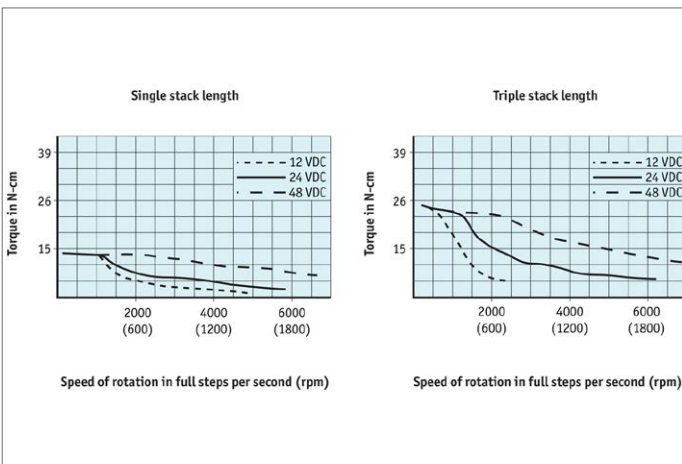 Single stack length
Torque in N-cm
39
26
15
12 VDC
24 VDC
48 VDC
2000 4000 6000
(600) (1200) (1800)
Speed of rotation in full steps per second (rpm)
Triple stack length
Torque in N-cm
39
26
15
12 VDC
24 VDC
48 VDC
2000 4000 6000
(600) (1200) (1800)
Speed of rotation in full steps per second (rpm)